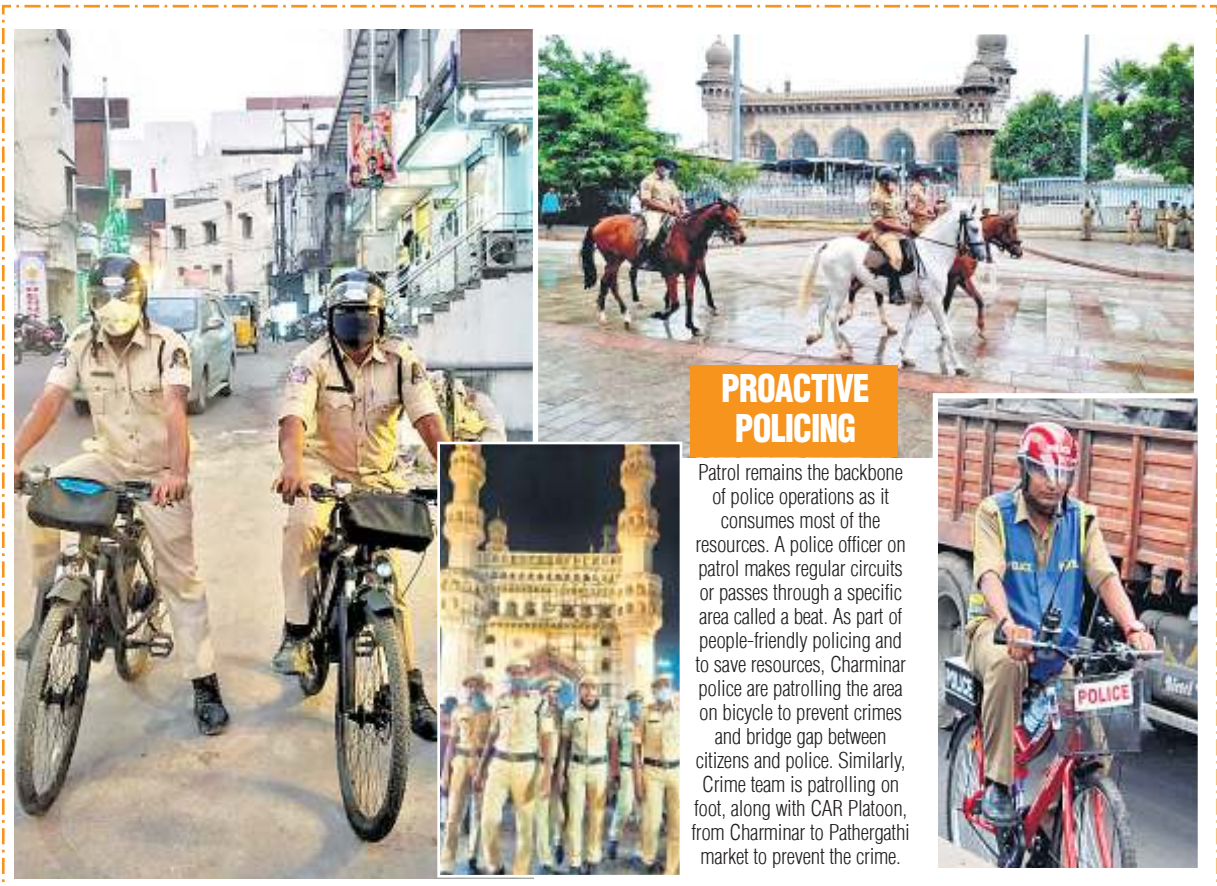 PROACTIVE
POLICING
Patrol remains the backbone
of police operations as it
consumes most of the
resources. A police officer on
patrol makes regular circuits
or passes through a specific
area called a beat. As part of
people-friendly policing and
to save resources, Charminar
police are patrolling the area
on bicycle to prevent crimes
and bridge gap between
citizens and police. Similarly,
Crime team is patrolling on
foot, along with CAR Platoon,
from Charminar to Pathergathi
market to prevent the crime.
POLICE
POLICE